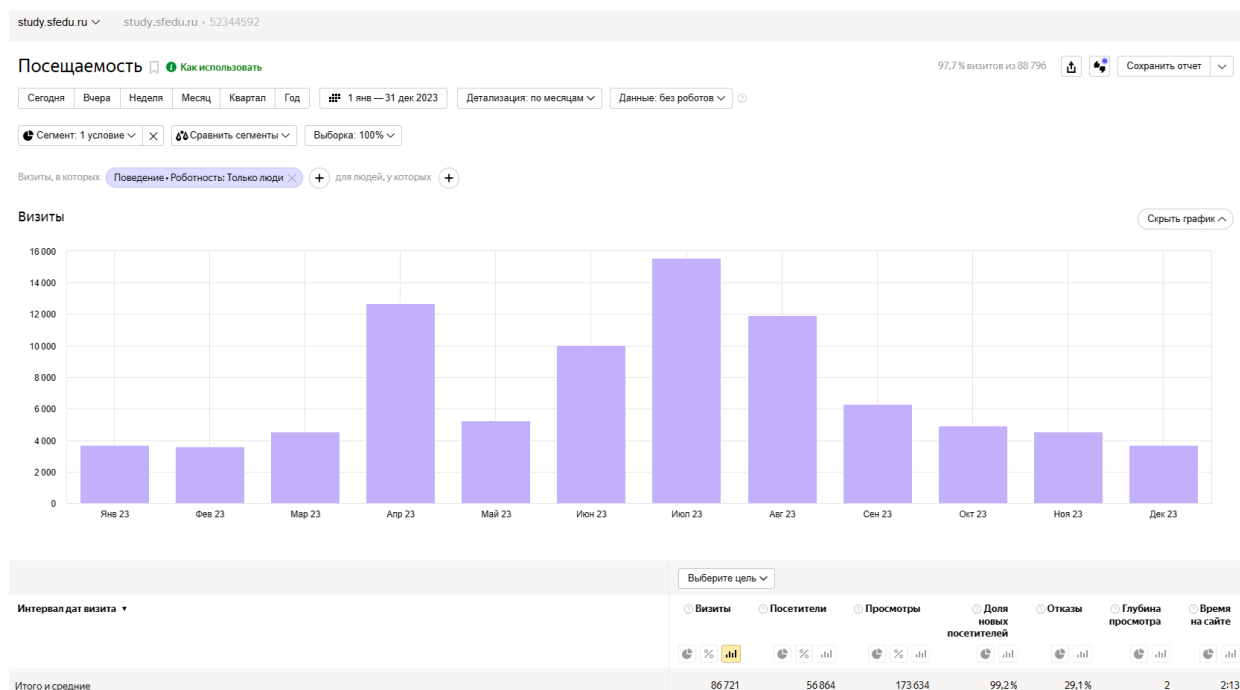 study.sfedu.ru study.sfedu.ru • 52344592
Посещаемость Как использовать 97,7 % визитов из 88 796 Сохранить отчет
Сегодня Вчера Неделя Месяц Квартал Год 1 янв — 31 дек 2023 Детализация: по месяцам Данные: без роботов
Сегмент: 1 условие Сравнить сегменты Выборка: 100%
Визиты, в которых Поведение • Роботность: Только люди + для людей, у которых +
Визиты Скрыть график
16 000
14 000
12 000
10 000
8 000
6 000
4 000
2 000
0
Янв 23 Фев 23 Мар 23 Апр 23 Май 23 Июн 23 Июл 23 Авг 23 Сен 23 Окт 23 Ноя 23 Дек 23
Выберите цель
Интервал дат визита ▼ Визиты Посетители Просмотры Доля новых посетителей Отказы Глубина просмотра Время на сайте
% % %
Итого и средние 86 721 56 864 173 634 99,2 % 29,1 % 2 2:13